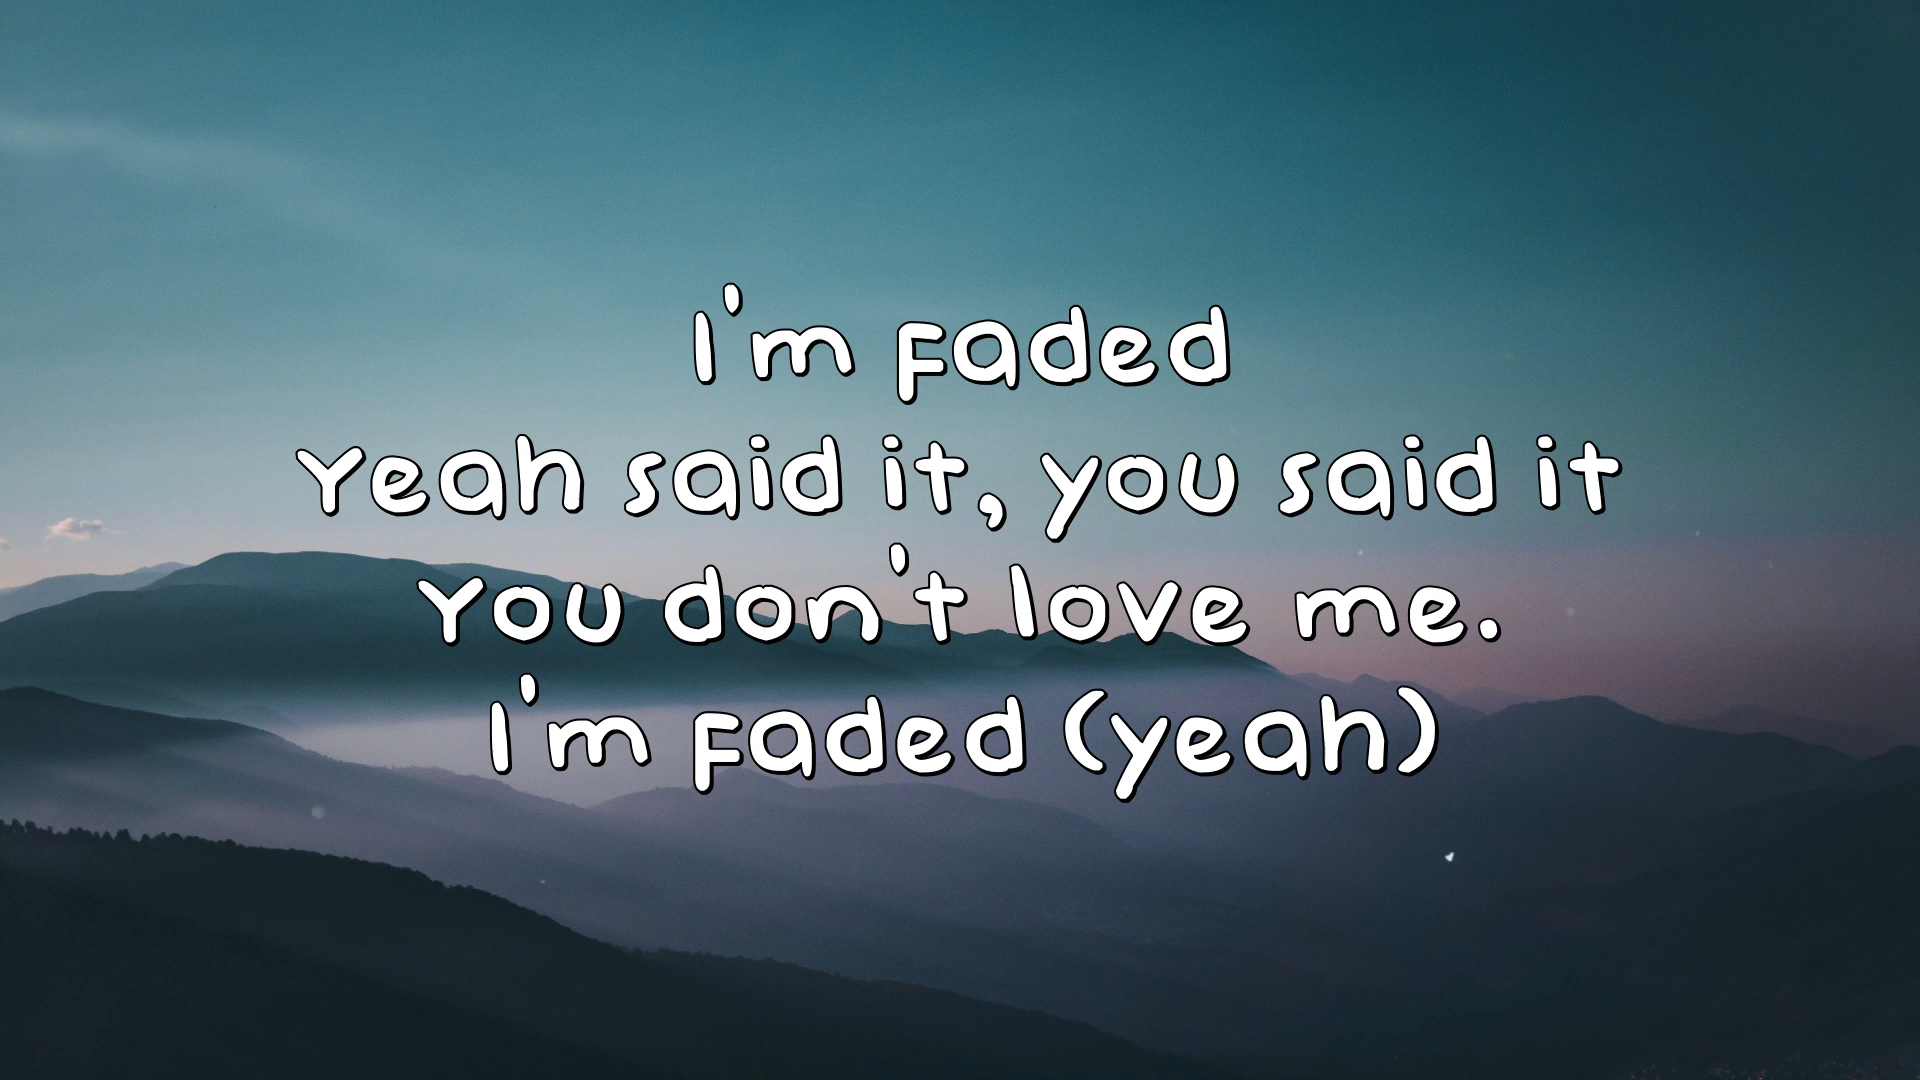 I'm faded
Yeah said it, you said it
You don't love me.
I'm faded (yeah)